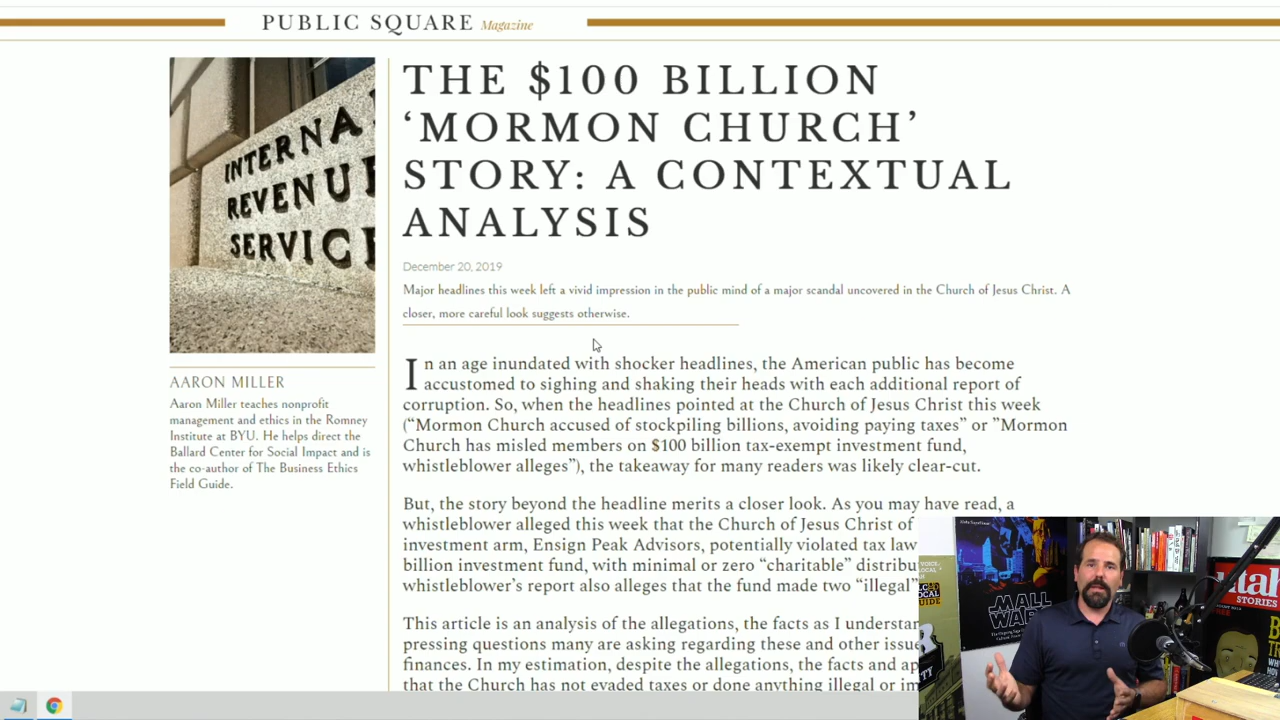 PUBLIC SQUARE Magazine
INTERNA
REVENU
SERVIC
THE $100 BILLION
‘MORMON CHURCH’
STORY: A CONTEXTUAL
ANALYSIS
December 20, 2019
Major headlines this week left a vivid impression in the public mind of a major scandal uncovered in the Church of Jesus Christ. A
closer, more careful look suggests otherwise.
AARON MILLER
Aaron Miller teaches nonprofit
management and ethics in the Romney
Institute at BYU. He helps direct the
Ballard Center for Social Impact and is
the co-author of The Business Ethics
Field Guide.
In an age inundated with shocker headlines, the American public has become
accustomed to sighing and shaking their heads with each additional report of
corruption. So, when the headlines pointed at the Church of Jesus Christ this week
(“Mormon Church accused of stockpiling billions, avoiding paying taxes” or ”Mormon
Church has misled members on $100 billion tax-exempt investment fund,
whistleblower alleges”), the takeaway for many readers was likely clear-cut.
But, the story beyond the headline merits a closer look. As you may have read, a
whistleblower alleged this week that the Church of Jesus Christ of
investment arm, Ensign Peak Advisors, potentially violated tax law
billion investment fund, with minimal or zero “charitable” distribu
whistleblower’s report also alleges that the fund made two “illegal”
This article is an analysis of the allegations, the facts as I understan
pressing questions many are asking regarding these and other issue
finances. In my estimation, despite the allegations, the facts and ap
that the Church has not evaded taxes or done anything illegal or im
MALL
WARS
utah
STORIES